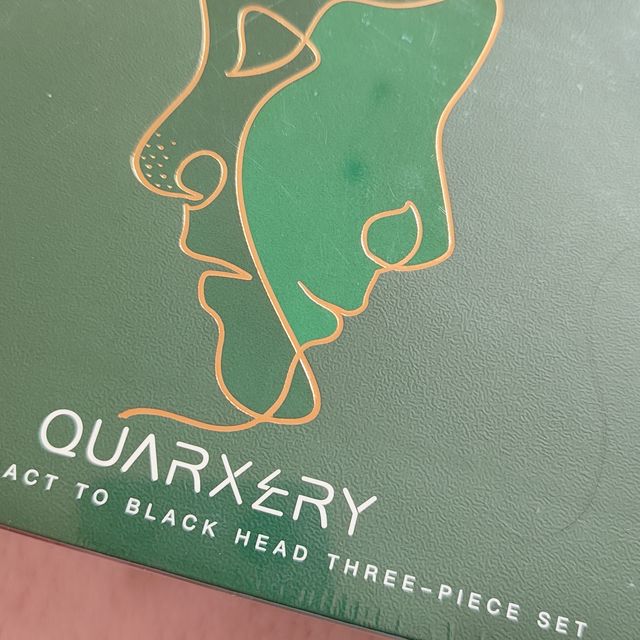 QUARXERY
ACT TO BLACK HEAD THREE-PIECE SET